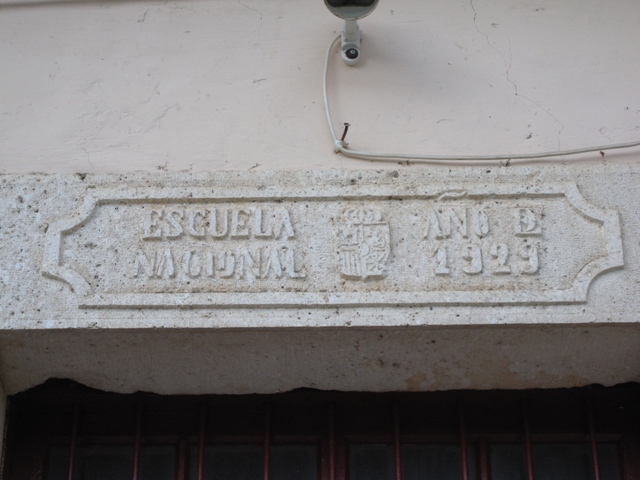 ESCUELA
NACIONAL
AÑO DE
1929